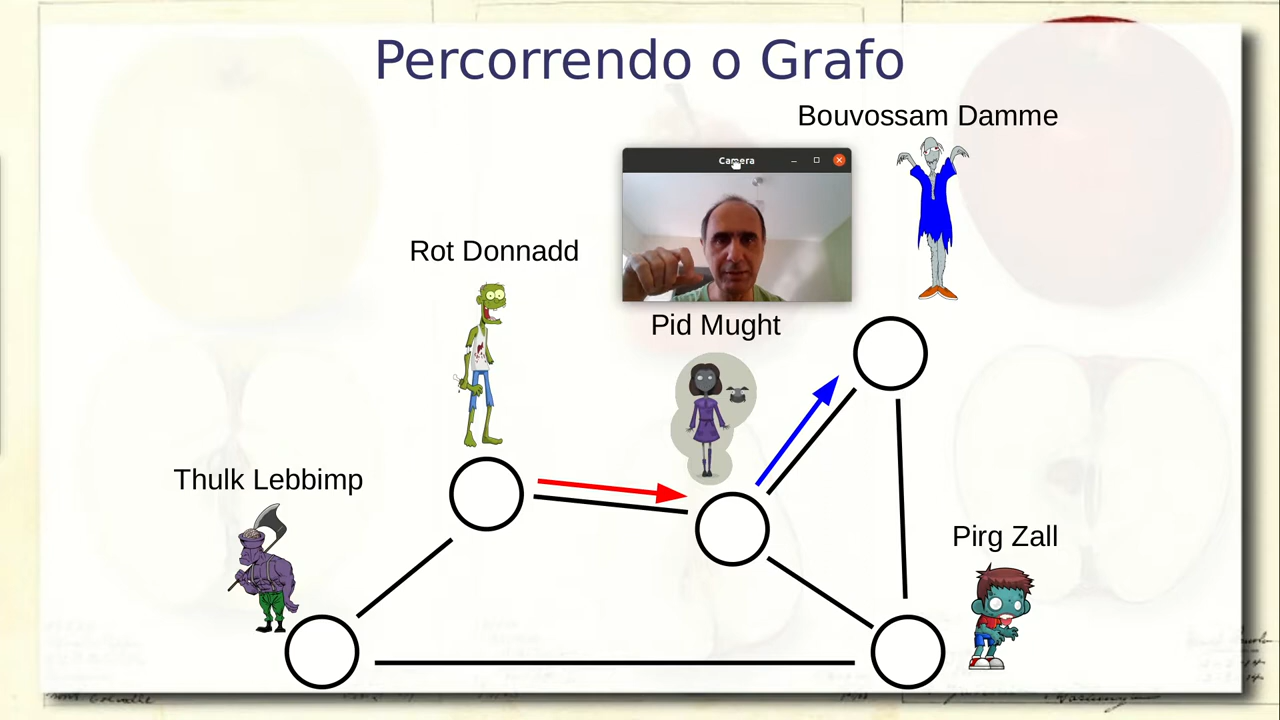 Percorrendo o Grafo
Bouvossam Damme
Camera
Rot Donnadd
Pid Mught
Thulk Lebbimp
Pirg Zall